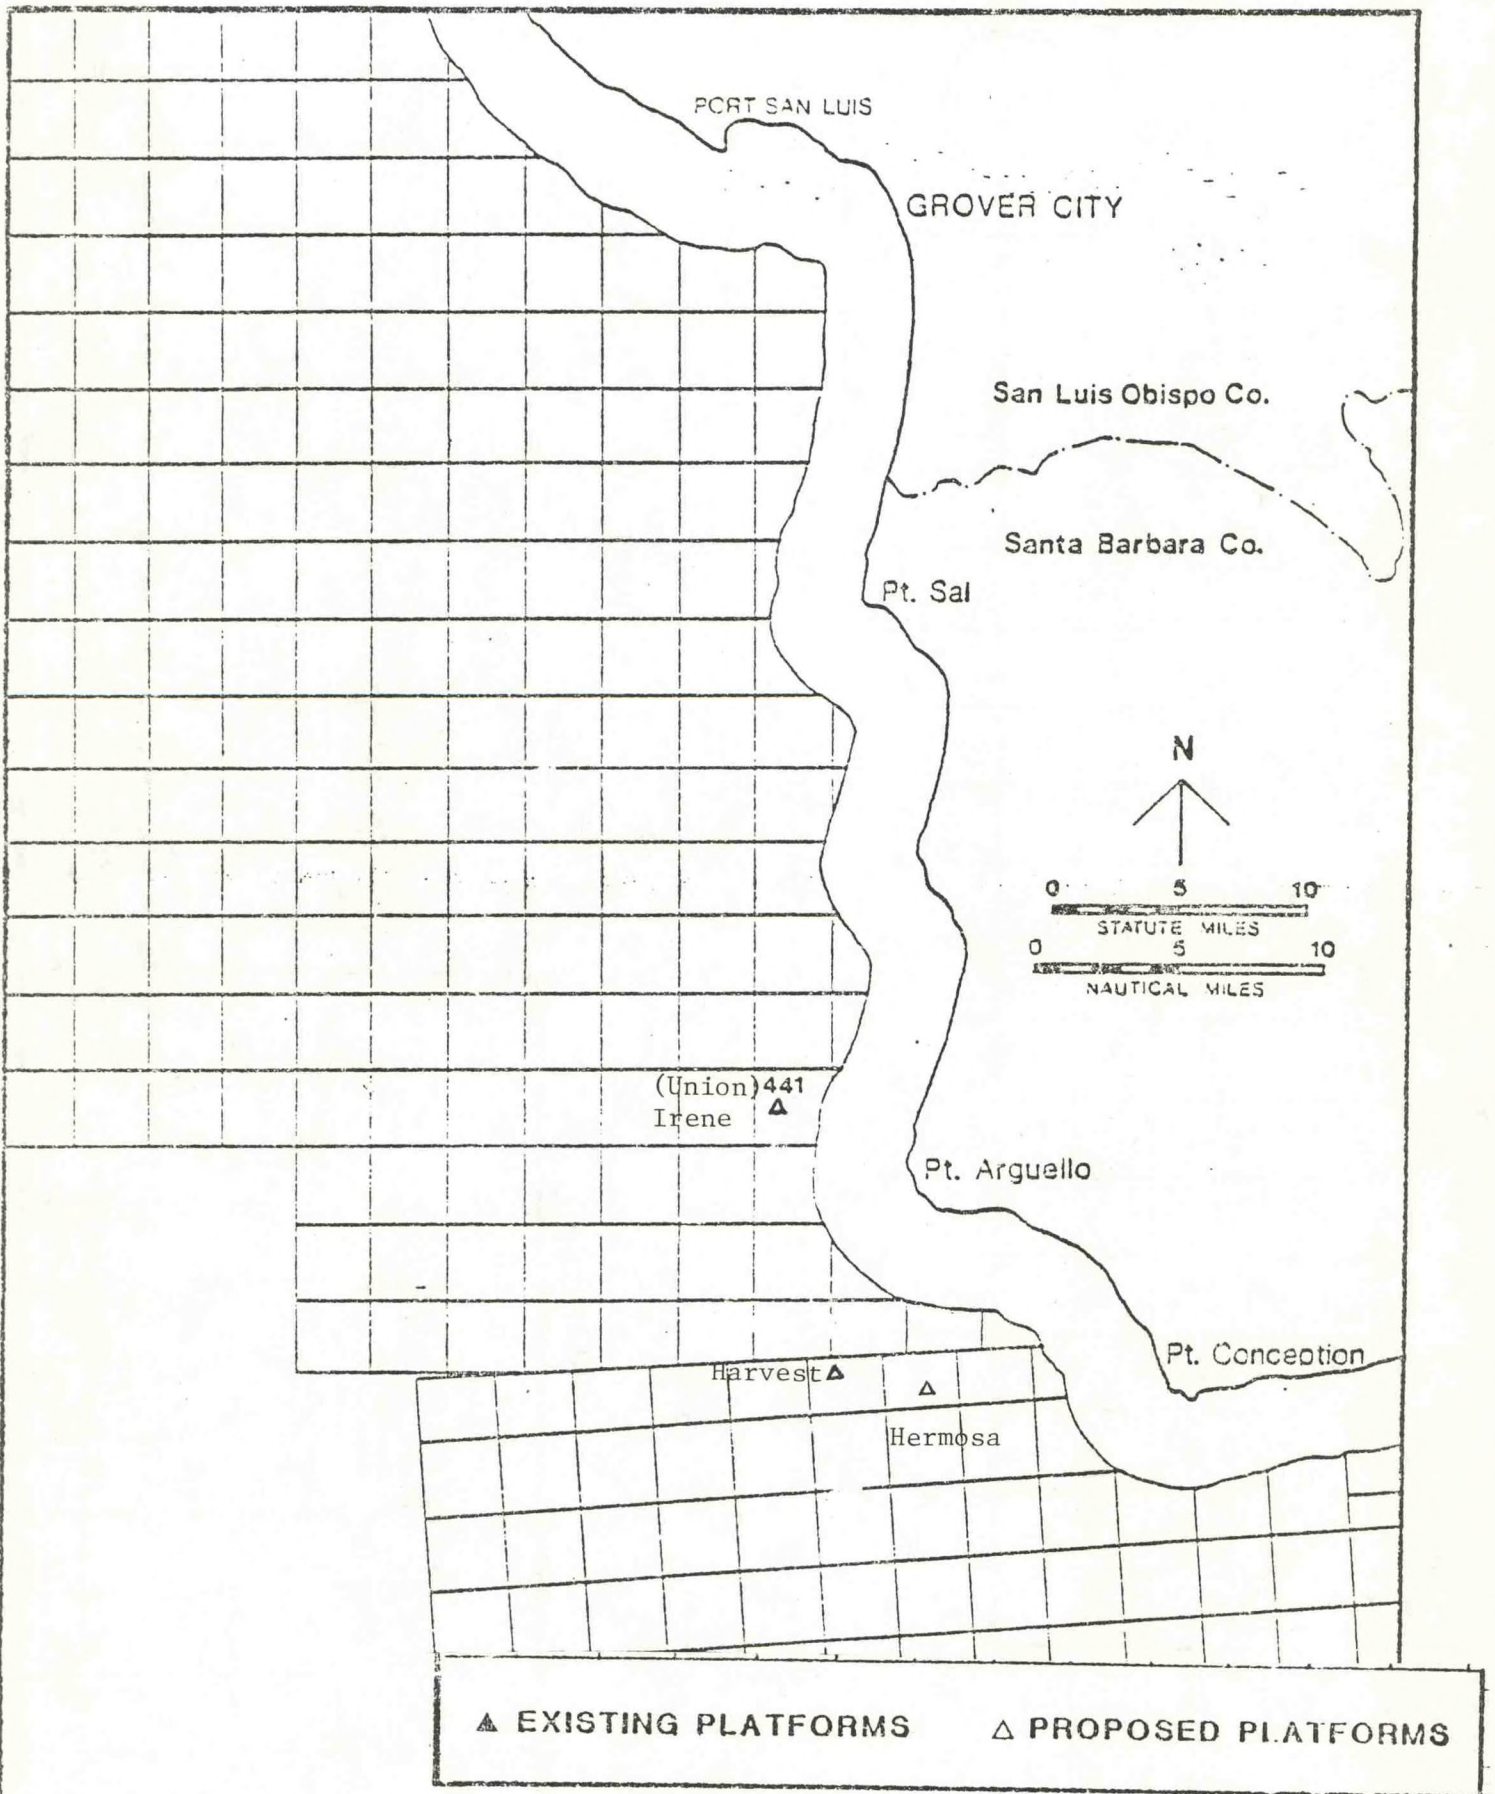 PORT SAN LUIS
GROVER CITY
San Luis Obispo Co.
Santa Barbara Co.
Pt. Sal
N
0 5 10
STATUTE MILES
0 5 10
NAUTICAL MILES
(Union) 441
Irene
Pt. Arguello
Pt. Conception
Harvest
Hermosa
EXISTING PLATFORMS
PROPOSED PLATFORMS